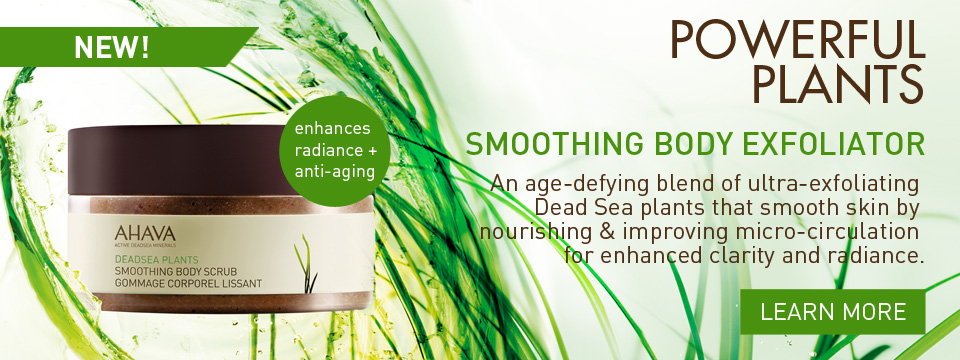 NEW!
enhances
radiance +
anti-aging
AHAVA
ACTIVE DEADSEA MINERALS
DEADSEA PLANTS
SMOOTHING BODY SCRUB
GOMMAGE CORPOREL LISSANT
POWERFUL
PLANTS
SMOOTHING BODY EXFOLIATOR
An age-defying blend of ultra-exfoliating
Dead Sea plants that smooth skin by
nourishing & improving micro-circulation
for enhanced clarity and radiance.
LEARN MORE